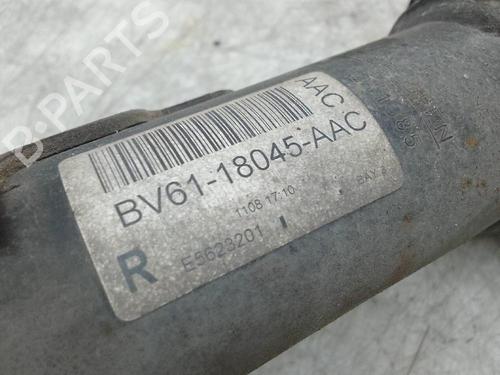 B-PARTS
AAC
BV61-18045-AAC
1108 17:10
R E5623201